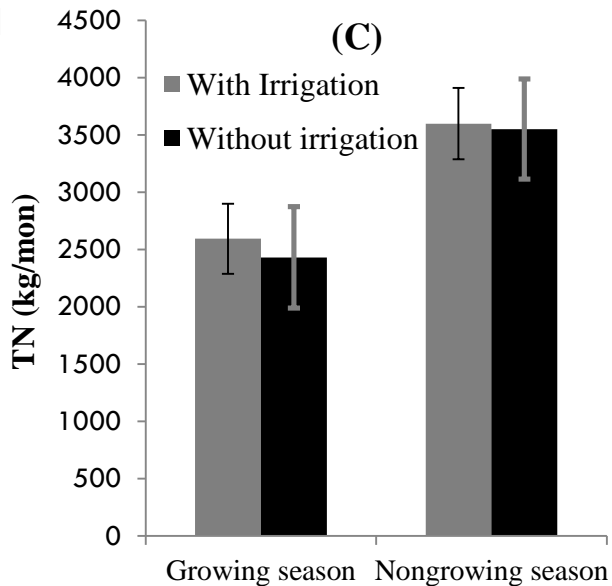 (C)
With Irrigation
Without irrigation
TN (kg/mon)
4500
4000
3500
3000
2500
2000
1500
1000
500
0
Growing season
Nongrowing season